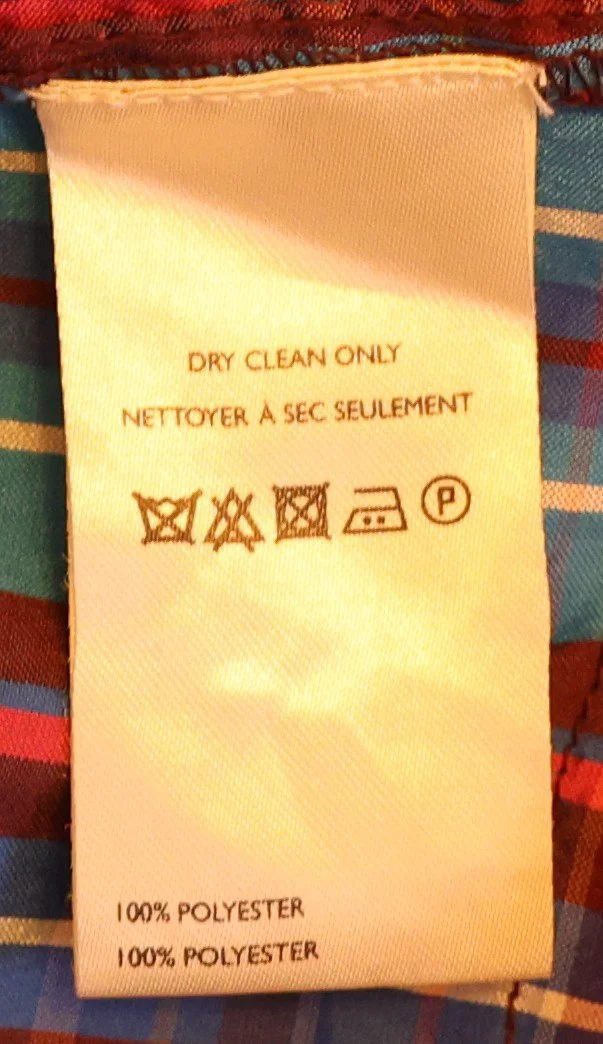 DRY CLEAN ONLY
NETTOYER À SEC SEULEMENT
P
100% POLYESTER
100% POLYESTER